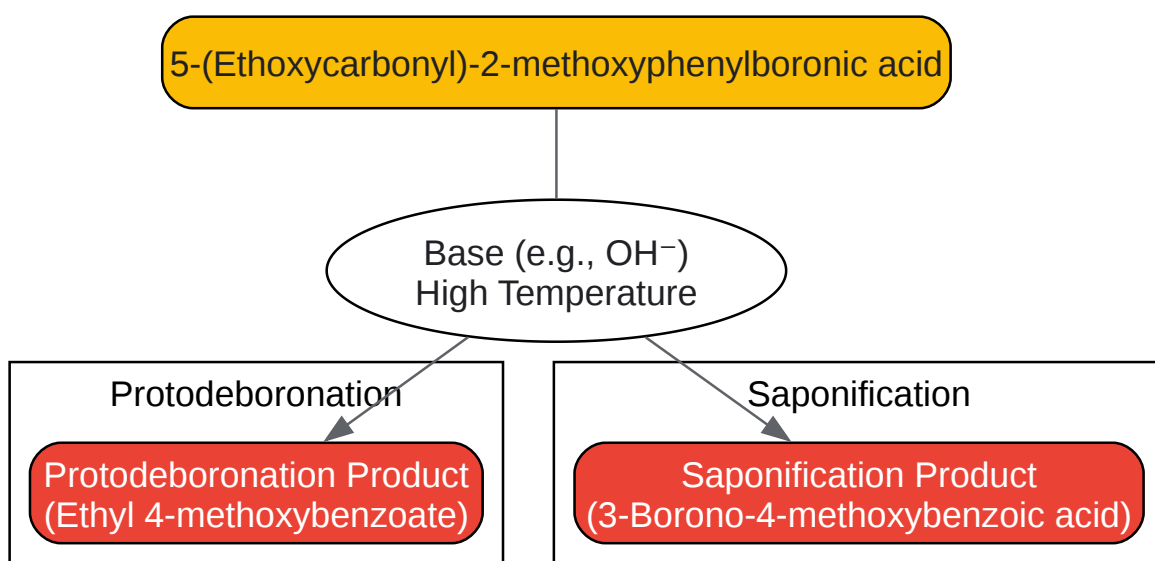 5-(Ethoxycarbonyl)-2-methoxyphenylboronic acid
Base (e.g., OH⁻)
High Temperature
Protodeboronation
Protodeboronation Product
(Ethyl 4-methoxybenzoate)
Saponification
Saponification Product
(3-Borono-4-methoxybenzoic acid)